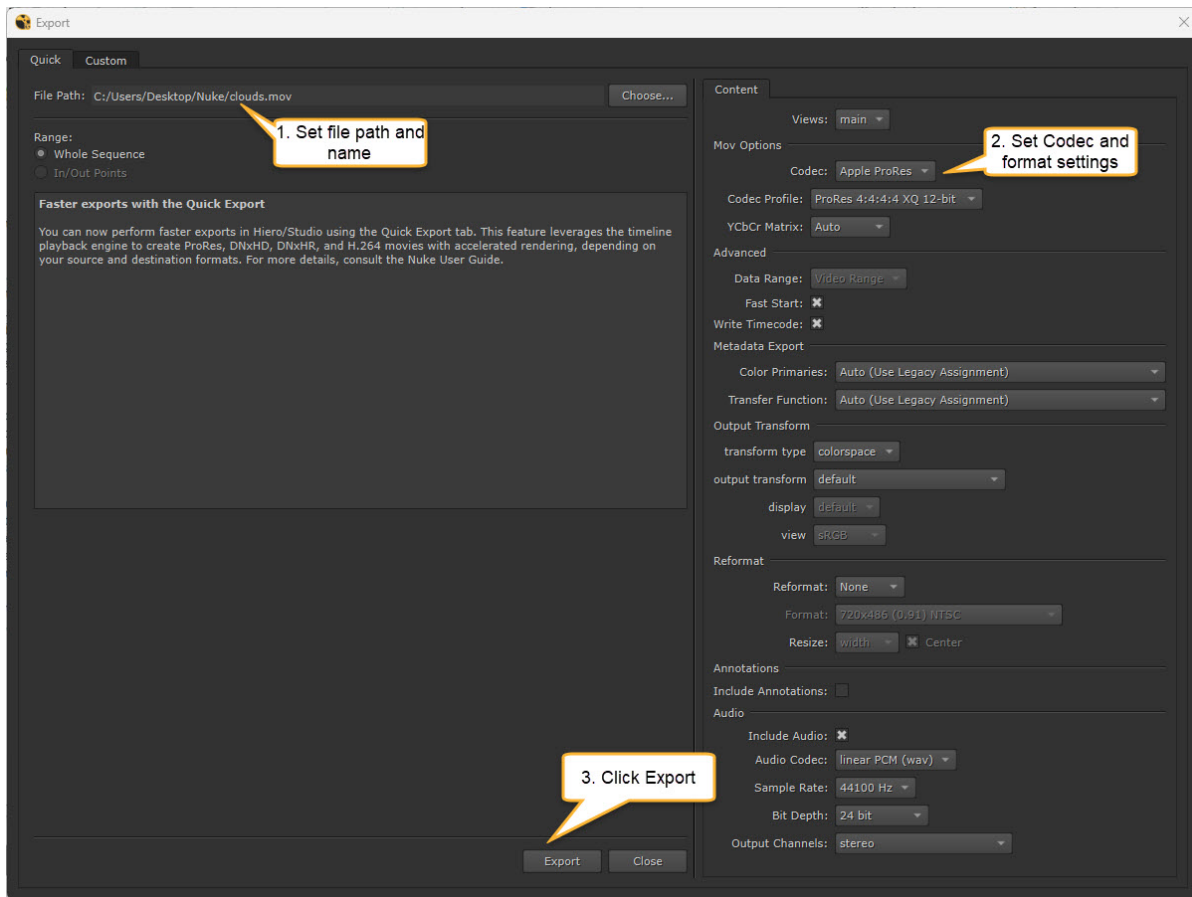 Export
Quick Custom
File Path: C:/Users/Desktop/Nuke/clouds.mov Choose...
1. Set file path and
name
Range:
Whole Sequence
In/Out Points
Faster exports with the Quick Export
You can now perform faster exports in Hiero/Studio using the Quick Export tab. This feature leverages the timeline
playback engine to create ProRes, DNxHD, DNxHR, and H.264 movies with accelerated rendering, depending on
your source and destination formats. For more details, consult the Nuke User Guide.
3. Click Export
Export Close
Content
Views: main
Mov Options
2. Set Codec and
format settings
Codec: Apple ProRes
Codec Profile: ProRes 4:4:4:4 XQ 12-bit
YCbCr Matrix: Auto
Advanced
Data Range: Video Range
Fast Start:
Write Timecode:
Metadata Export
Color Primaries: Auto (Use Legacy Assignment)
Transfer Function: Auto (Use Legacy Assignment)
Output Transform
transform type colorspace
output transform default
display default
view sRGB
Reformat
Reformat: None
Format: 720x486 (0.91) NTSC
Resize: width Center
Annotations
Include Annotations:
Audio
Include Audio:
Audio Codec: linear PCM (wav)
Sample Rate: 44100 Hz
Bit Depth: 24 bit
Output Channels: stereo